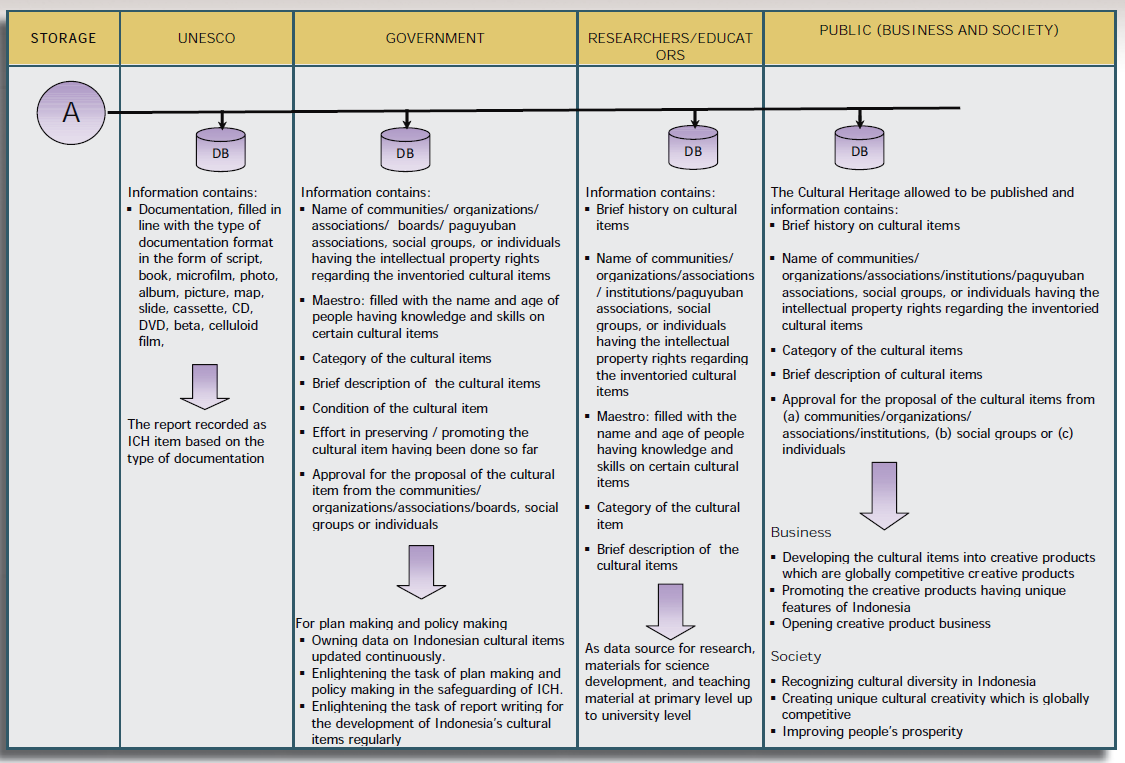 STORAGE
UNESCO
GOVERNMENT
RESEARCHERS/EDUCAT
ORS
PUBLIC (BUSINESS AND SOCIETY)
A
DB
DB
DB
DB
Information contains:
▪ Documentation, filled in
line with the type of
documentation format
in the form of script,
book, microfilm, photo,
album, picture, map,
slide, cassette, CD,
DVD, beta, celluloid
film,
The report recorded as
ICH item based on the
type of documentation
Information contains:
▪ Name of communities/ organizations/
associations/ boards/ paguyuban
associations, social groups, or individuals
having the intellectual property rights
regarding the inventoried cultural items
▪ Maestro: filled with the name and age of
people having knowledge and skills on
certain cultural items
▪ Category of the cultural items
▪ Brief description of the cultural items
▪ Condition of the cultural item
▪ Effort in preserving / promoting the
cultural item having been done so far
▪ Approval for the proposal of the cultural
item from the communities/
organizations/associations/boards, social
groups or individuals
For plan making and policy making
▪ Owning data on Indonesian cultural items
updated continuously.
▪ Enlightening the task of plan making and
policy making in the safeguarding of ICH.
▪ Enlightening the task of report writing for
the development of Indonesia's cultural
items regularly
Information contains:
▪ Brief history on cultural
items
▪ Name of communities/
organizations/associations
/ institutions/paguyuban
associations, social
groups, or individuals
having the intellectual
property rights regarding
the inventoried cultural
items
▪ Maestro: filled with the
name and age of people
having knowledge and
skills on certain cultural
items
▪ Category of the cultural
item
▪ Brief description of the
cultural items
As data source for research,
materials for science
development, and teaching
material at primary level up
to university level
The Cultural Heritage allowed to be published and
information contains:
▪ Brief history on cultural items
▪ Name of communities/
organizations/associations/institutions/paguyuban
associations, social groups, or individuals having the
intellectual property rights regarding the inventoried
cultural items
▪ Category of the cultural items
▪ Brief description of cultural items
▪ Approval for the proposal of the cultural items from
(a) communities/organizations/
associations/institutions, (b) social groups or (c)
individuals
Business
▪ Developing the cultural items into creative products
which are globally competitive creative products
▪ Promoting the creative products having unique
features of Indonesia
▪ Opening creative product business
Society
▪ Recognizing cultural diversity in Indonesia
▪ Creating unique cultural creativity which is globally
competitive
▪ Improving people's prosperity